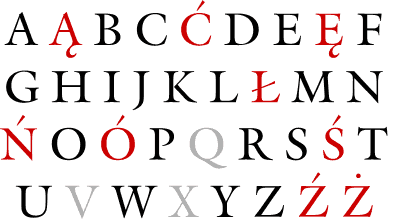 A Ą B C Ć D E Ę F
G H I J K L Ł M N
Ń O Ó P Q R S Ś T
U V W X Y Z Ź Ż